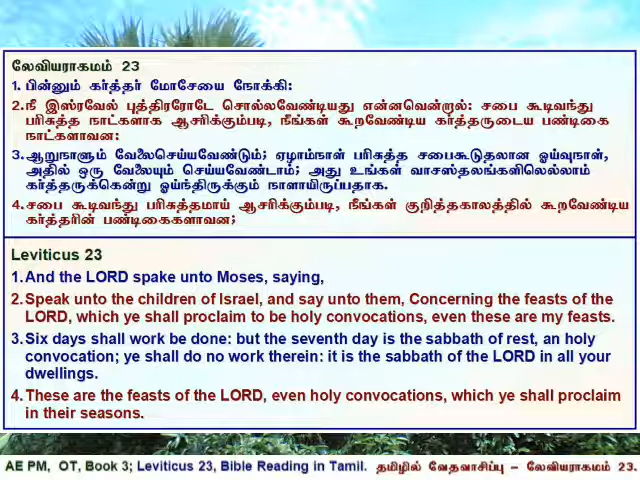 லேவியராகமம் 23
1. பின்னும் கர்த்தர் மோசேயை நோக்கி:
2. நீ இஸ்ரவேல் புத்திரரோடே சொல்லவேண்டியது என்னவென்றால்: சபை கூடிவந்து
பரிசுத்த நாட்களாக ஆசரிக்கும்படி, நீங்கள் கூறவேண்டிய கர்த்தருடைய பண்டிகை
நாட்களாவன:
3. ஆறுநாளும் வேலைசெய்யவேண்டும்; ஏழாம்நாள் பரிசுத்த சபைகூடுதலான ஓய்வுநாள்,
அதில் ஒரு வேலையும் செய்யவேண்டாம்; அது உங்கள் வாசஸ்தலங்களிலெல்லாம்
கர்த்தருக்கென்று ஓய்ந்திருக்கும் நாளாயிருப்பதாக.
4. சபை கூடிவந்து பரிசுத்தமாய் ஆசரிக்கும்படி, நீங்கள் குறித்தகாலத்தில் கூறவேண்டிய
கர்த்தரின் பண்டிகைகளாவன;
Leviticus 23
1. And the LORD spake unto Moses, saying,
2. Speak unto the children of Israel, and say unto them, Concerning the feasts of the
LORD, which ye shall proclaim to be holy convocations, even these are my feasts.
3. Six days shall work be done: but the seventh day is the sabbath of rest, an holy
convocation; ye shall do no work therein: it is the sabbath of the LORD in all your
dwellings.
4. These are the feasts of the LORD, even holy convocations, which ye shall proclaim
in their seasons.
AE PM, OT, Book 3; Leviticus 23, Bible Reading in Tamil. தமிழில் வேதவாசிப்பு – லேவியராகமம் 23.